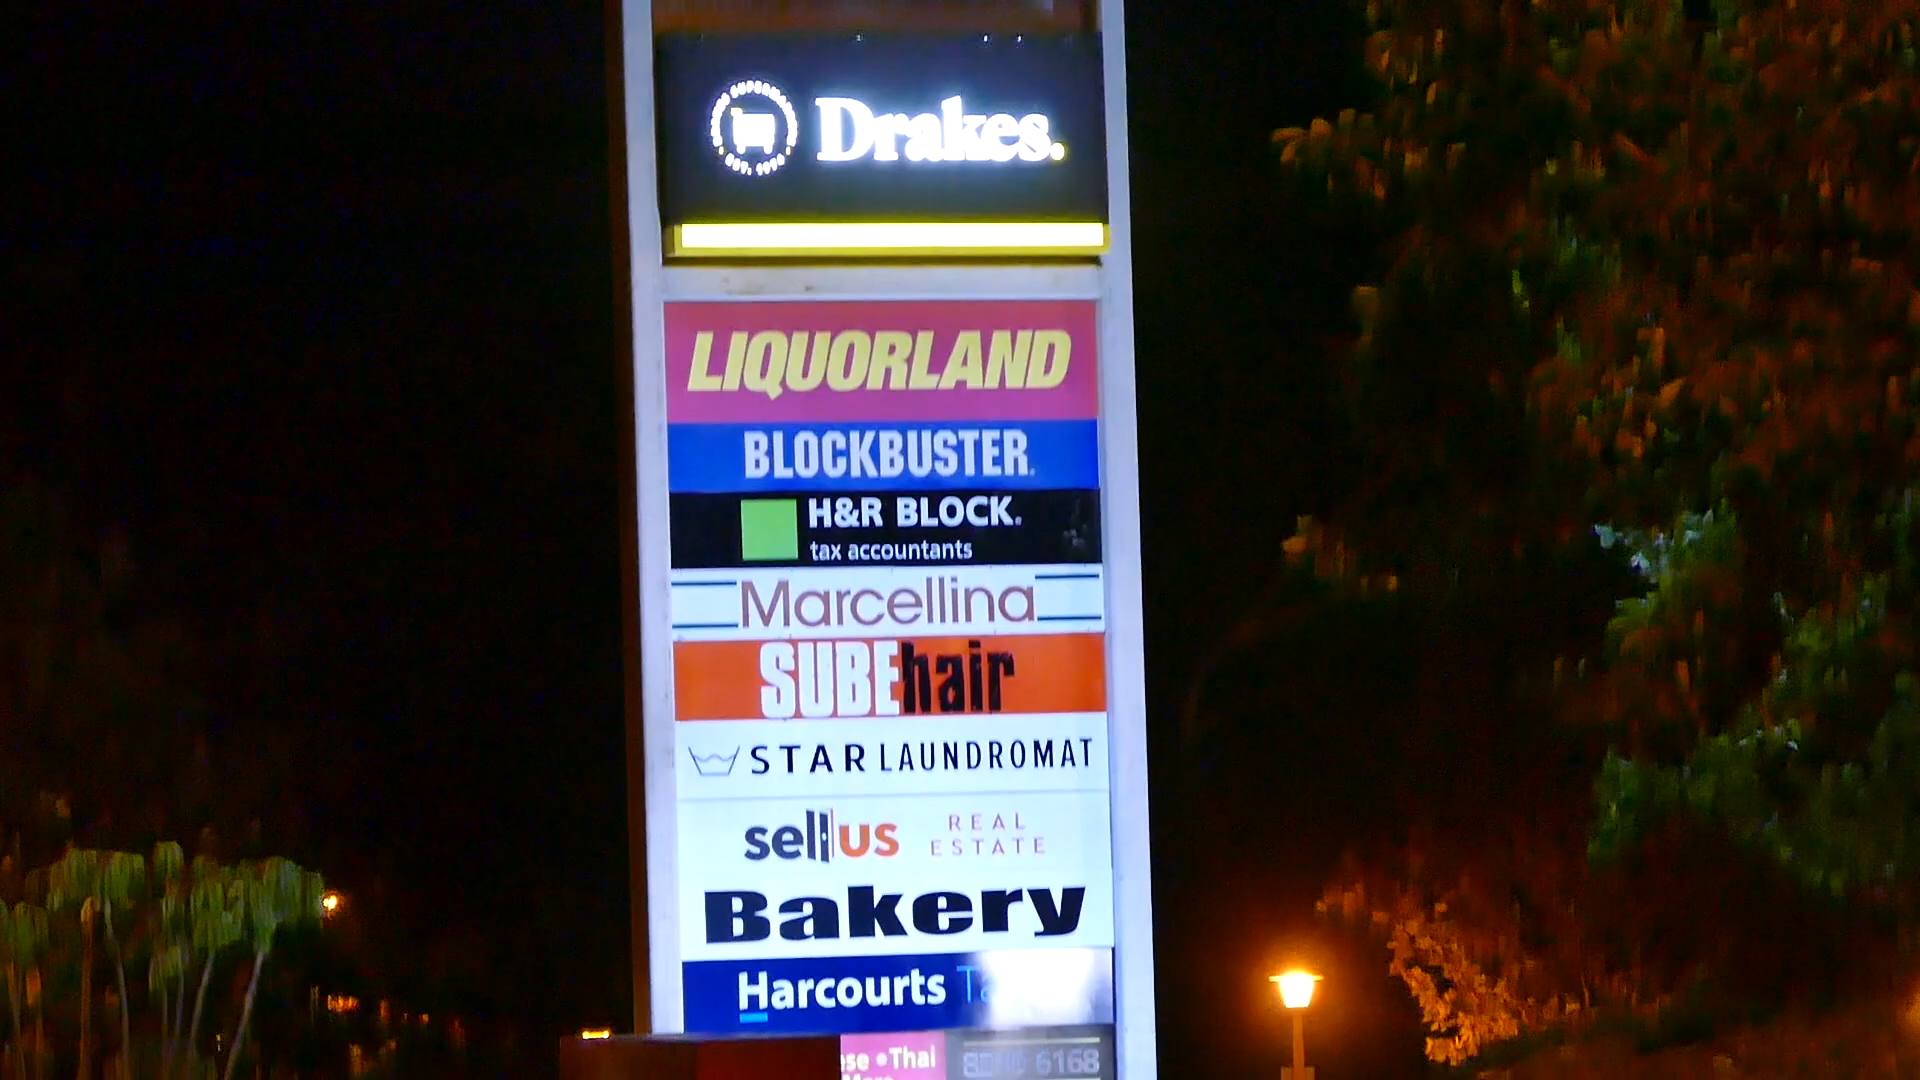 Drakes.
LIQUORLAND
BLOCKBUSTER
H&R BLOCK
tax accountants
Marcellina
SUBEhair
STAR LAUNDROMAT
sellus REAL
ESTATE
Bakery
Harcourts
Thai
6168